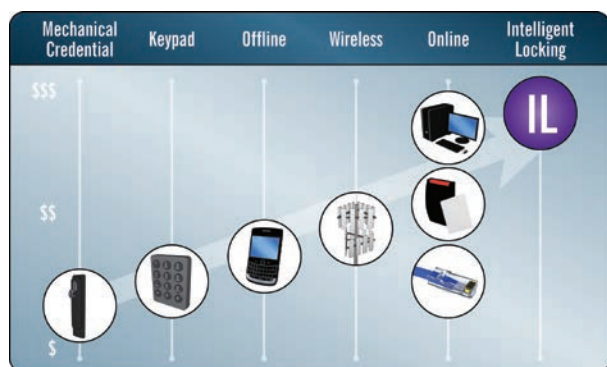 Mechanical Credential
Keypad
Offline
Wireless
Online
Intelligent Locking
$$$
IL
$$
$